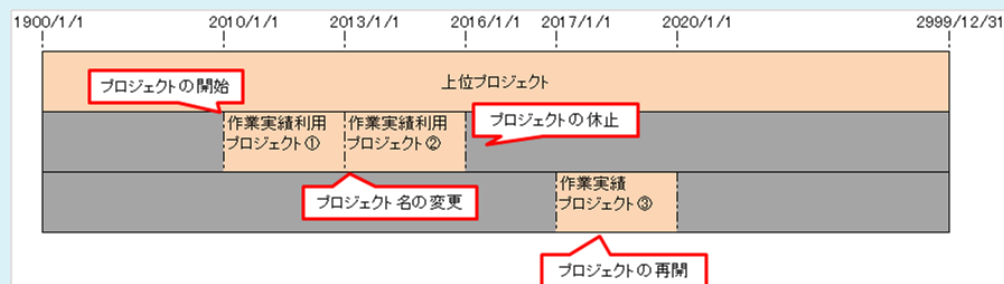 1900/1/1 2010/1/1 2013/1/1 2016/1/1 2017/1/1 2020/1/1 2999/12/31
上位プロジェクト
プロジェクトの開始
作業実績利用
プロジェクト①
作業実績利用
プロジェクト②
プロジェクトの休止
プロジェクト名の変更
作業実績
プロジェクト③
プロジェクトの再開